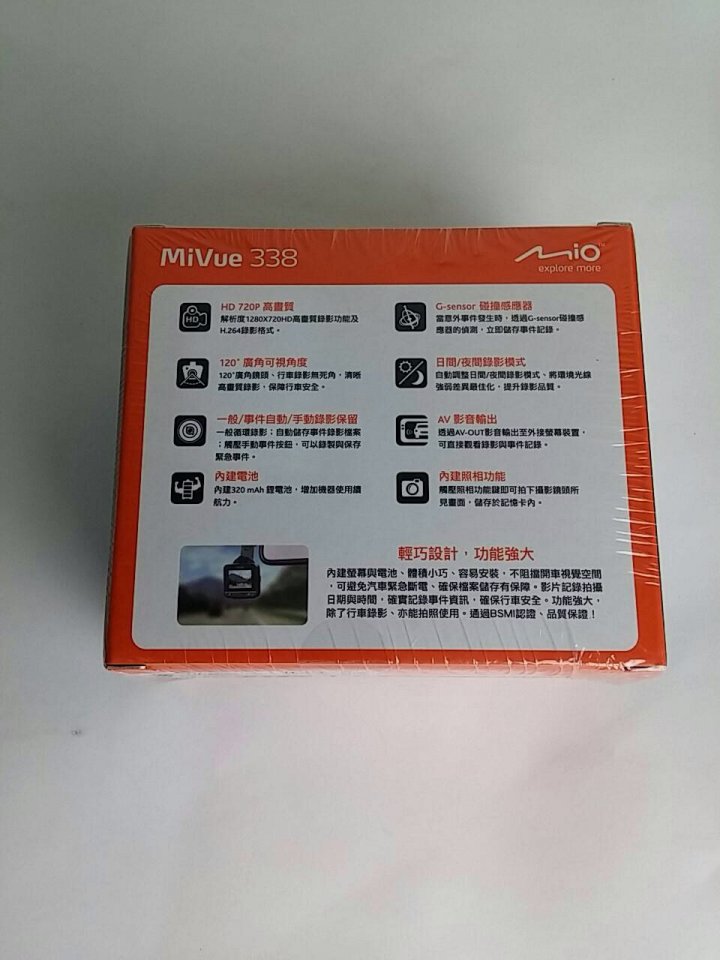 MiVue 338
Mio™
explore more
HD
HD 720P 高畫質
解析度1280X720HD高畫質錄影功能及
H.264錄影格式。
G-sensor 碰撞感應器
當意外事件發生時，透過G-sensor碰撞感
應器的偵測，立即儲存事件記錄。
120° 廣角可視角度
120°廣角鏡頭、行車錄影無死角，清晰
高畫質錄影，保障行車安全。
日間/夜間錄影模式
自動調整日間/夜間錄影模式、將環境光線
強弱差異最佳化，提升錄影品質。
一般/事件自動/手動錄影保留
一般循環錄影；自動儲存事件錄影檔案
；觸壓手動事件按鈕，可以錄製與保存
緊急事件。
AV 影音輸出
透過AV-OUT影音輸出至外接螢幕裝置，
可直接觀看錄影與事件記錄。
內建電池
內建320 mAh 鋰電池，增加機器使用續
航力。
內建照相功能
觸壓照相功能鍵即可拍下攝影鏡頭所
見畫面，儲存於記憶卡內。
輕巧設計，功能強大
內建螢幕與電池、體積小巧、容易安裝，不阻擋開車視覺空間
，可避免汽車緊急斷電、確保檔案儲存有保障。影片記錄拍攝
日期與時間，確實記錄事件資訊，確保行車安全。功能強大，
除了行車錄影、亦能拍照使用。通過BSMI認證、品質保證！